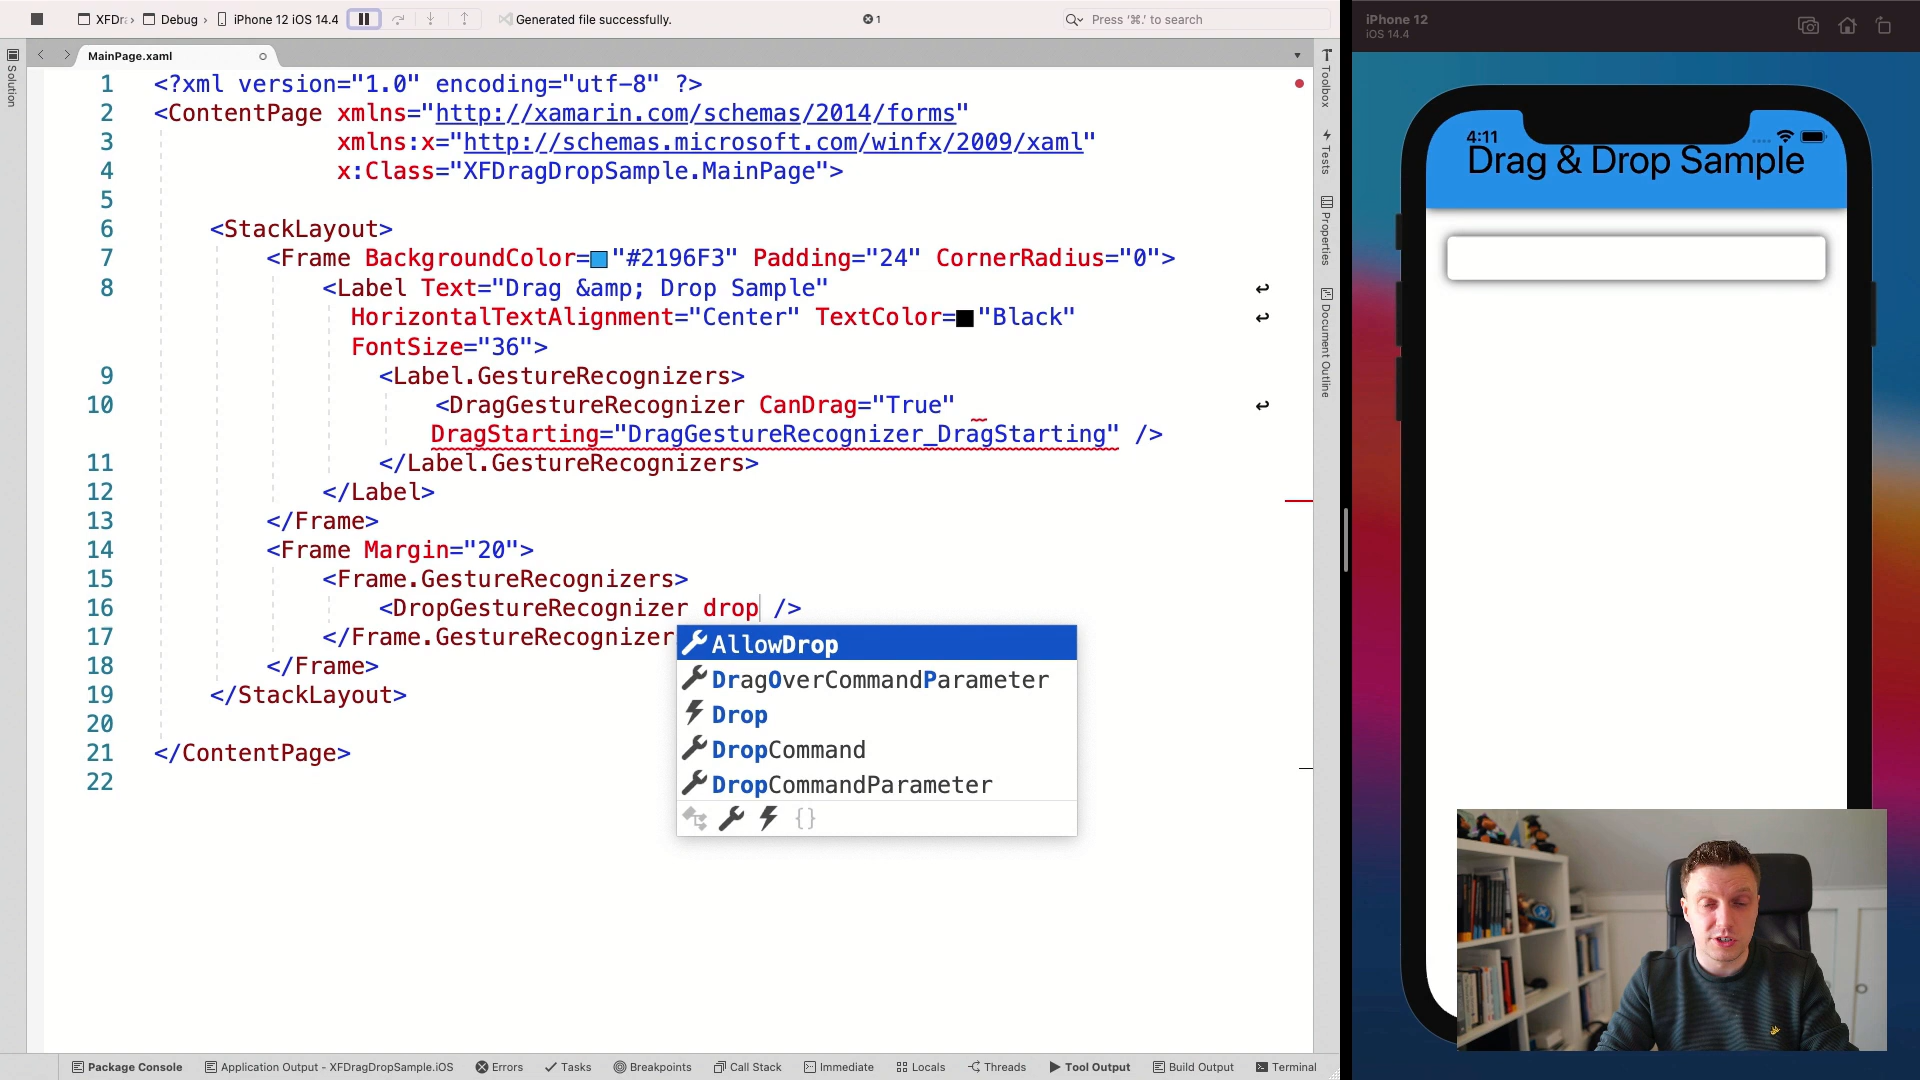 XFDr
Debug
iPhone 12 iOS 14.4
Generated file successfully.
1
Press '⌘.' to search
Solution
MainPage.xaml
1 <?xml version="1.0" encoding="utf-8" ?>
2 <ContentPage xmlns="http://xamarin.com/schemas/2014/forms"
3 xmlns:x="http://schemas.microsoft.com/winfx/2009/xaml"
4 x:Class="XFDragDropSample.MainPage">
5
6 <StackLayout>
7 <Frame BackgroundColor="#2196F3" Padding="24" CornerRadius="0">
8 <Label Text="Drag &amp; Drop Sample"
HorizontalTextAlignment="Center" TextColor="Black"
FontSize="36">
9 <Label.GestureRecognizers>
10 <DragGestureRecognizer CanDrag="True"
DragStarting="DragGestureRecognizer_DragStarting" />
11 </Label.GestureRecognizers>
12 </Label>
13 </Frame>
14 <Frame Margin="20">
15 <Frame.GestureRecognizers>
16 <DropGestureRecognizer drop />
17 </Frame.GestureRecognizer
18 </Frame>
19 </StackLayout>
20
21 </ContentPage>
22
AllowDrop
DragOverCommandParameter
Drop
DropCommand
DropCommandParameter
{}
Toolbox
Tests
Properties
Document Outline
Package Console
Application Output - XFDragDropSample.iOS
Errors
Tasks
Breakpoints
Call Stack
Immediate
Locals
Threads
Tool Output
Build Output
Terminal
iPhone 12
iOS 14.4
4:11
Drag & Drop Sample